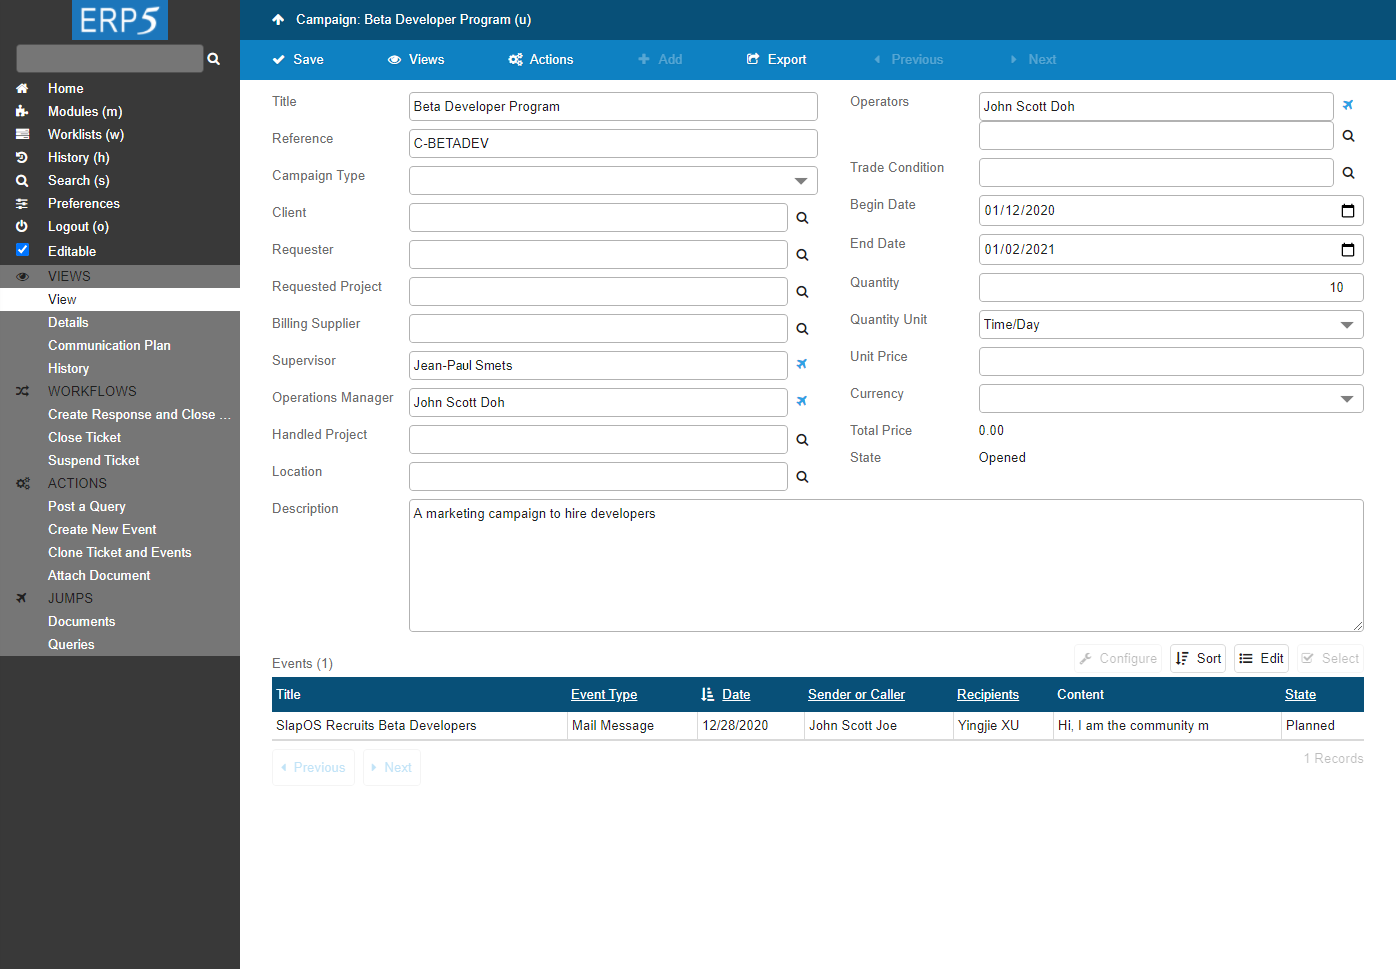 ERP5
Campaign: Beta Developer Program (u)
Save
Views
Actions
Add
Export
Previous
Next
Home
Modules (m)
Worklists (w)
History (h)
Search (s)
Preferences
Logout (o)
Editable
VIEWS
View
Details
Communication Plan
History
WORKFLOWS
Create Response and Close ...
Close Ticket
Suspend Ticket
ACTIONS
Post a Query
Create New Event
Clone Ticket and Events
Attach Document
JUMPS
Documents
Queries
Title Beta Developer Program
Reference C-BETADEV
Campaign Type
Client
Requester
Requested Project
Billing Supplier
Supervisor Jean-Paul Smets
Operations Manager John Scott Doh
Handled Project
Location
Operators John Scott Doh
Trade Condition
Begin Date 01/12/2020
End Date 01/02/2021
Quantity 10
Quantity Unit Time/Day
Unit Price
Currency
Total Price 0.00
State Opened
Description A marketing campaign to hire developers
Events (1)
Configure Sort Edit Select
Title Event Type Date Sender or Caller Recipients Content State
SlapOS Recruits Beta Developers Mail Message 12/28/2020 John Scott Joe Yingjie XU Hi, I am the community m Planned
Previous Next 1 Records